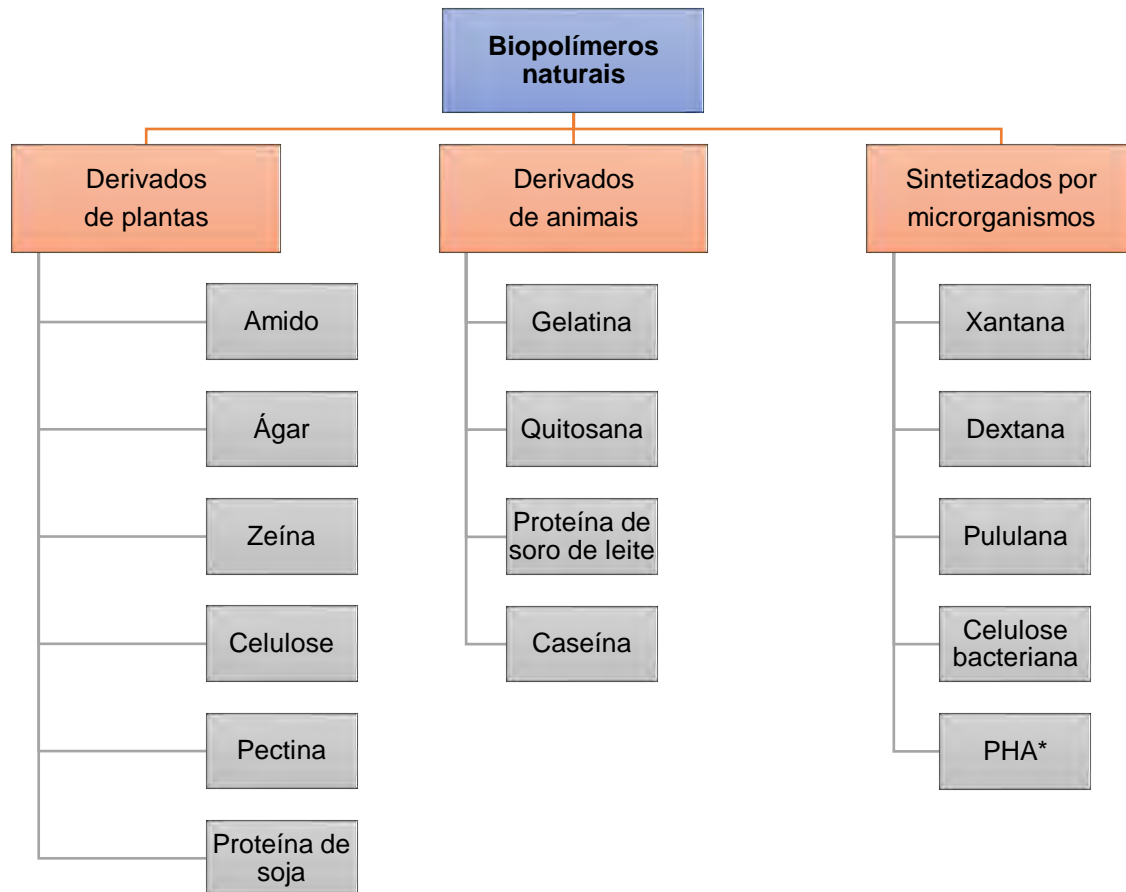 Biopolímeros
naturais
Derivados
de plantas
Amido
Ágar
Zeína
Celulose
Pectina
Proteína de
soja
Derivados
de animais
Gelatina
Quitosana
Proteína de
soro de leite
Caseína
Sintetizados por
microrganismos
Xantana
Dextana
Pululana
Celulose
bacteriana
PHA*